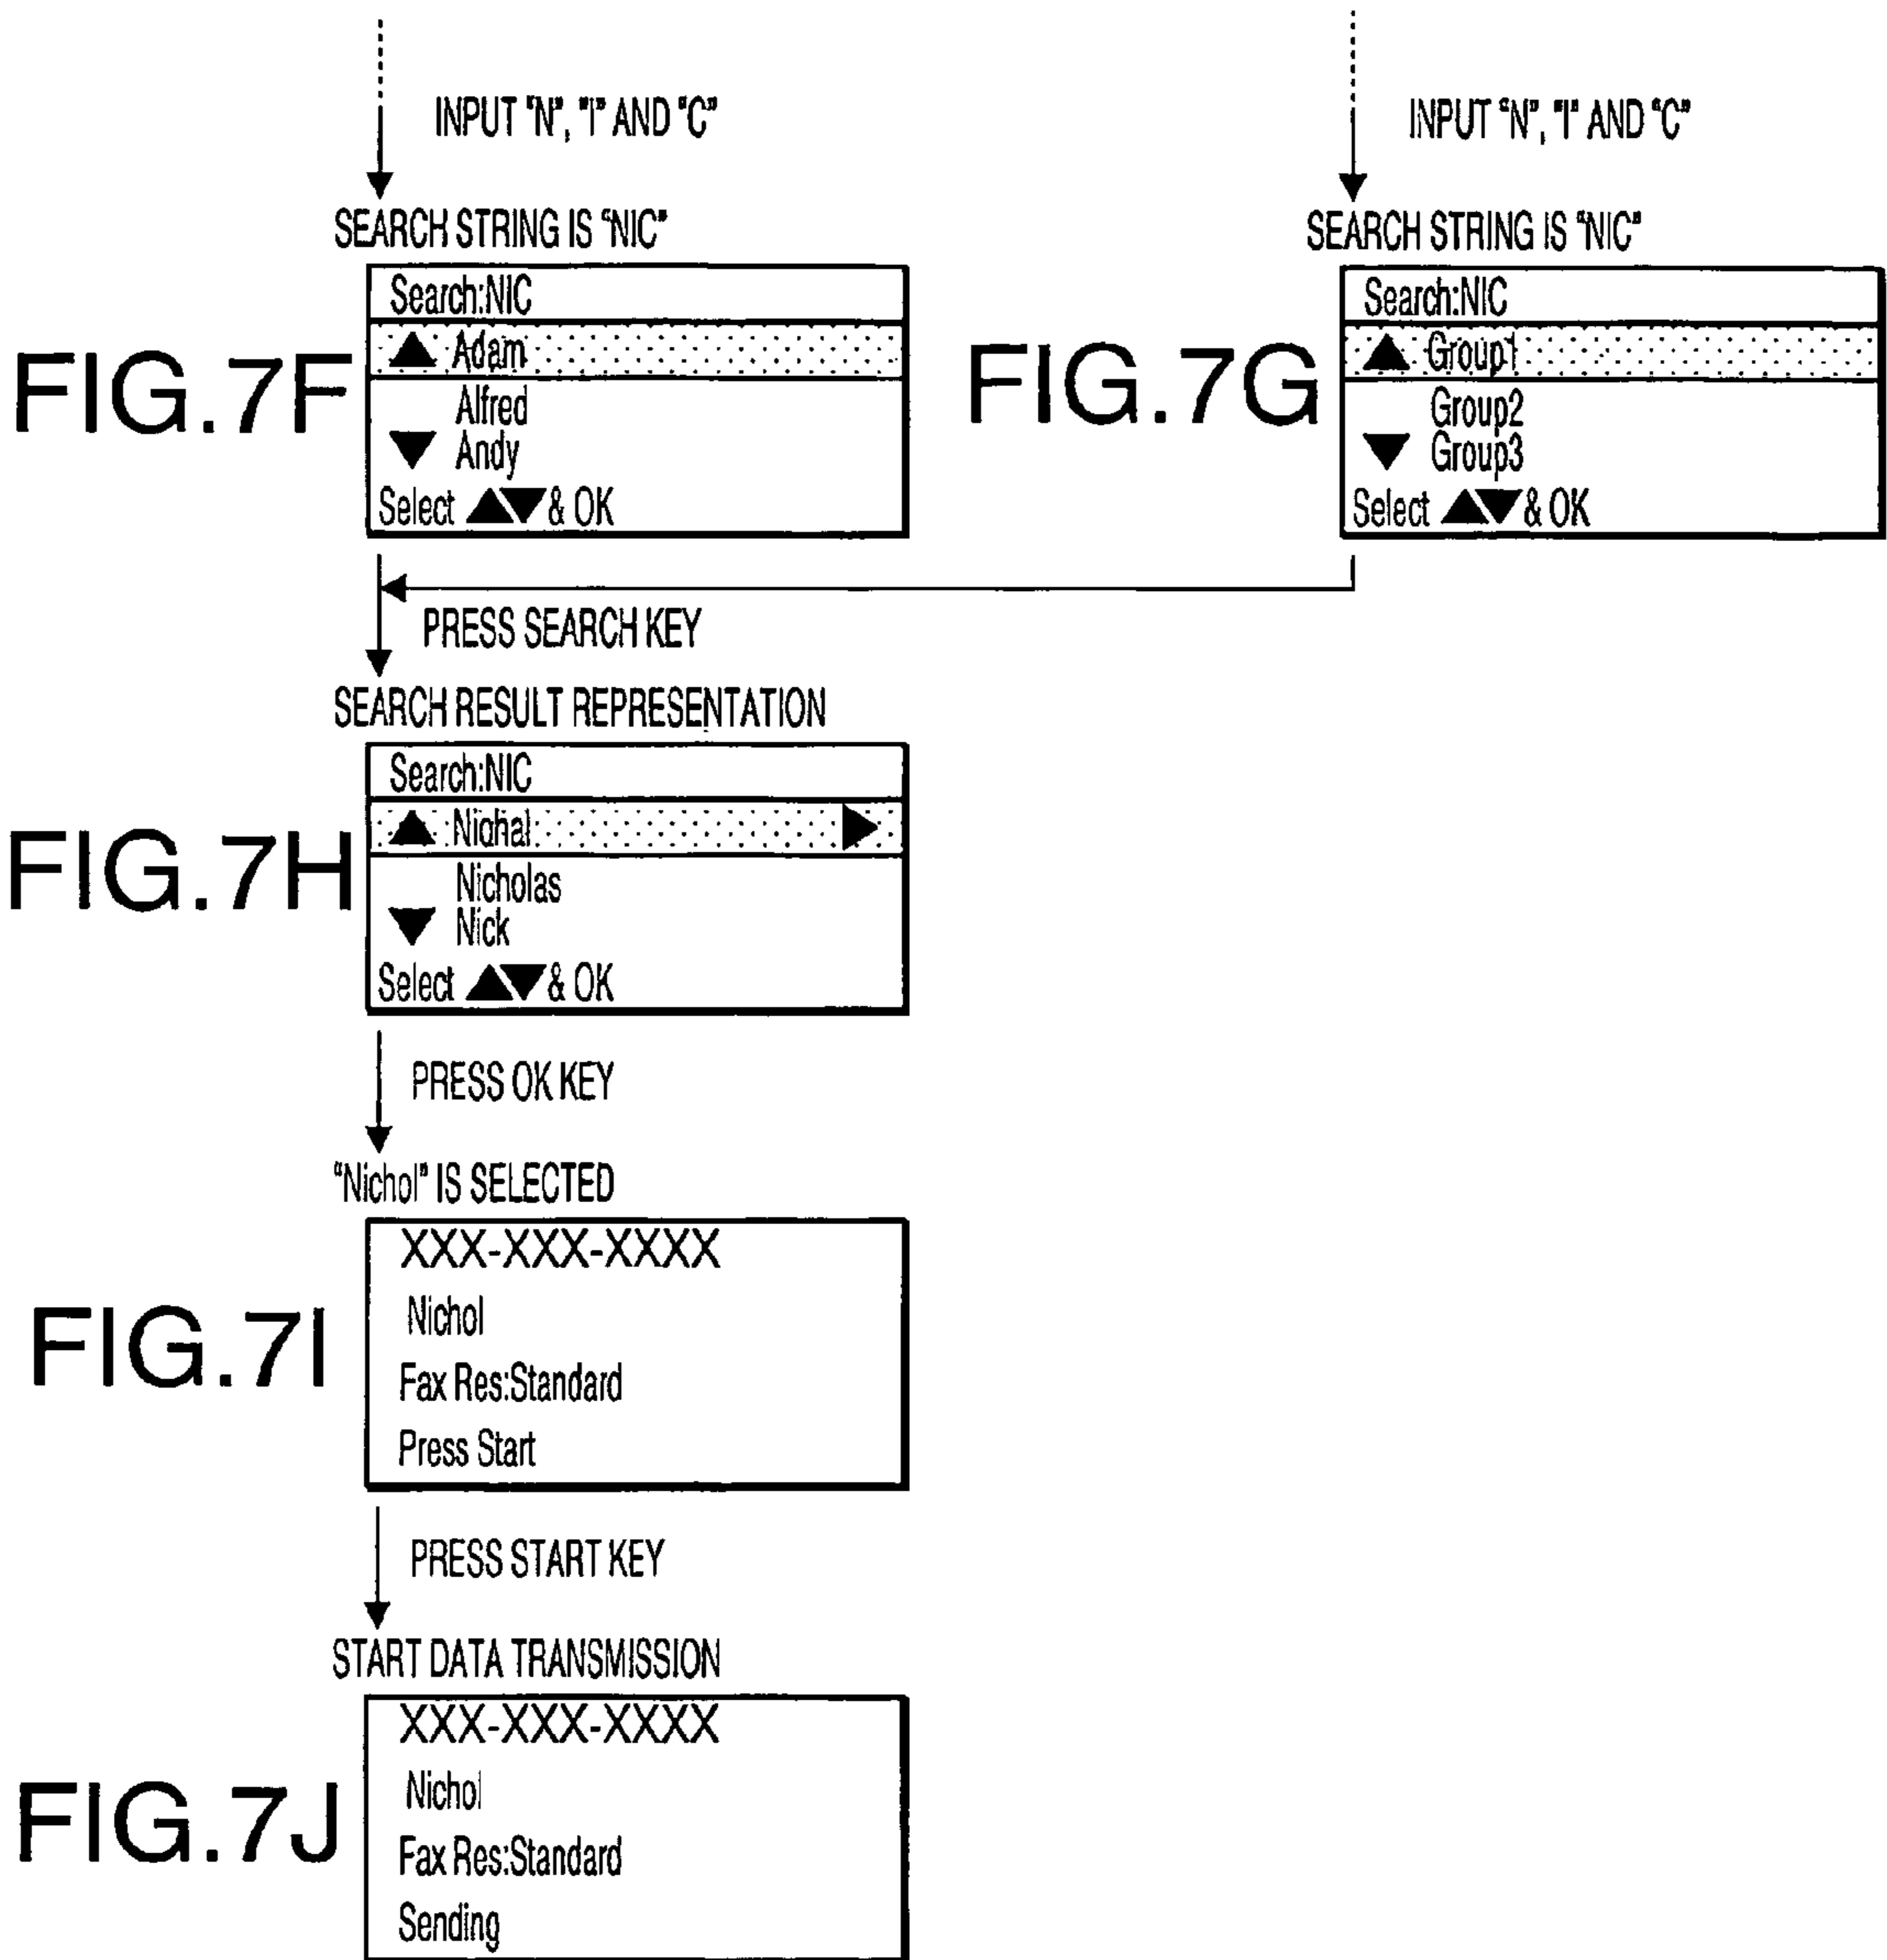 INPUT "N", "I" AND "C"
SEARCH STRING IS "NIC"
FIG.7F
Search:NIC
▲ Adam
Alfred
▼ Andy
Select ▲▼ & OK
INPUT "N", "I" AND "C"
SEARCH STRING IS "NIC"
FIG.7G
Search:NIC
▲ Group1
Group2
▼ Group3
Select ▲▼ & OK
PRESS SEARCH KEY
SEARCH RESULT REPRESENTATION
FIG.7H
Search:NIC
▲ Nichol ▶
Nicholas
▼ Nick
Select ▲▼ & OK
PRESS OK KEY
"Nichol" IS SELECTED
FIG.7I
XXX-XXX-XXXX
Nichol
Fax Res:Standard
Press Start
PRESS START KEY
START DATA TRANSMISSION
FIG.7J
XXX-XXX-XXXX
Nichol
Fax Res:Standard
Sending